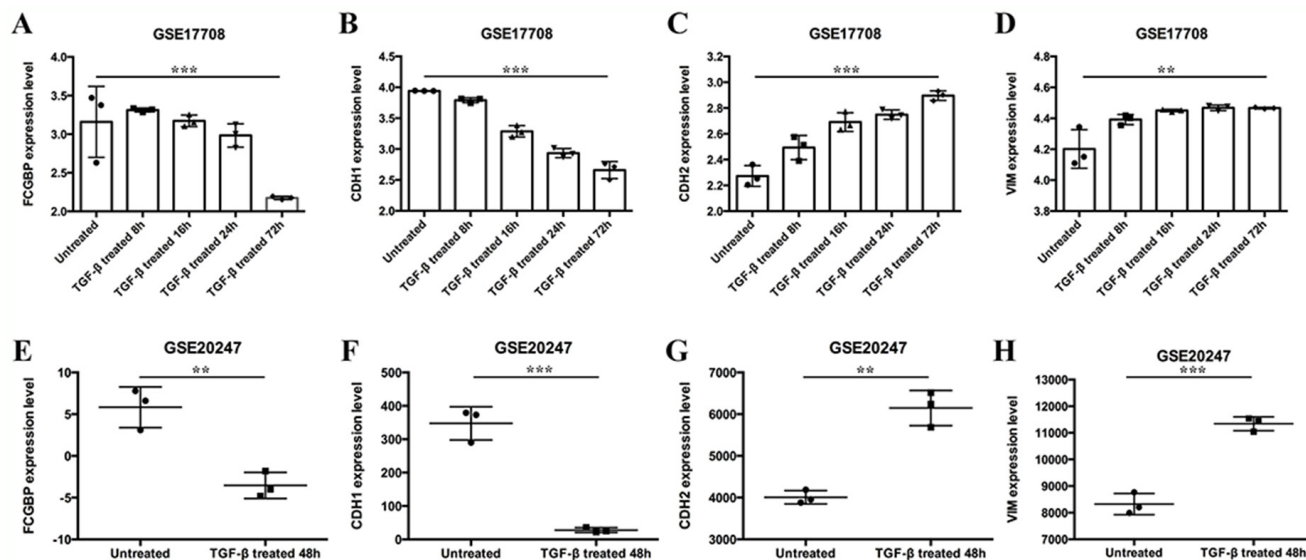 A
GSE17708
***
FCGBP expression level
4.0
3.5
3.0
2.5
2.0
Untreated
TGF-β treated 8h
TGF-β treated 16h
TGF-β treated 24h
TGF-β treated 72h
B
GSE17708
***
CDH1 expression level
4.5
4.0
3.5
3.0
2.5
2.0
Untreated
TGF-β treated 8h
TGF-β treated 16h
TGF-β treated 24h
TGF-β treated 72h
C
GSE17708
***
CDH2 expression level
3.2
3.0
2.8
2.6
2.4
2.2
2.0
Untreated
TGF-β treated 8h
TGF-β treated 16h
TGF-β treated 24h
TGF-β treated 72h
D
GSE17708
**
VIM expression level
4.8
4.6
4.4
4.2
4.0
3.8
Untreated
TGF-β treated 8h
TGF-β treated 16h
TGF-β treated 24h
TGF-β treated 72h
E
GSE20247
**
FCGBP expression level
10
5
0
-5
-10
Untreated
TGF-β treated 48h
F
GSE20247
***
CDH1 expression level
500
400
300
200
100
0
Untreated
TGF-β treated 48h
G
GSE20247
**
CDH2 expression level
7000
6000
5000
4000
3000
Untreated
TGF-β treated 48h
H
GSE20247
***
VIM expression level
13000
12000
11000
10000
9000
8000
7000
Untreated
TGF-β treated 48h